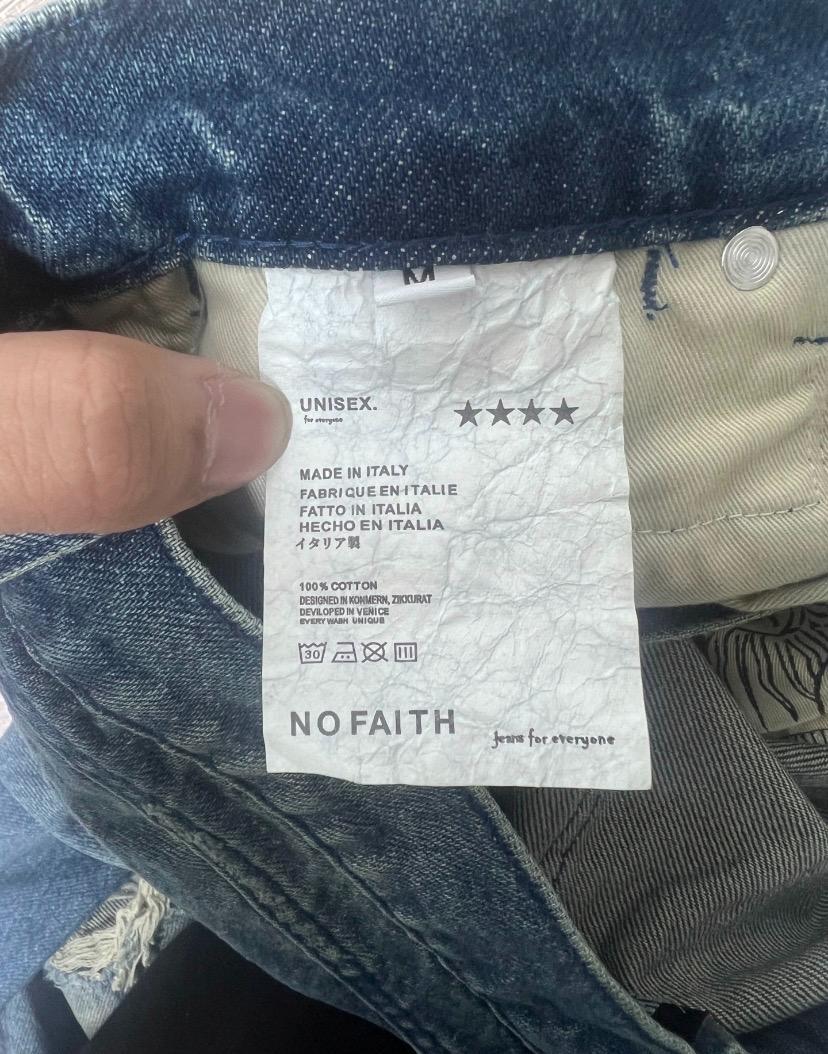 M
UNISEX.
for everyone
★★★★
MADE IN ITALY
FABRIQUE EN ITALIE
FATTO IN ITALIA
HECHO EN ITALIA
イタリア製
100% COTTON
DESIGNED IN KONMERN, ZIKKURAT
DEVILOPED IN VENICE
EVERY WASH UNIQUE
30
NO FAITH
jeans for everyone